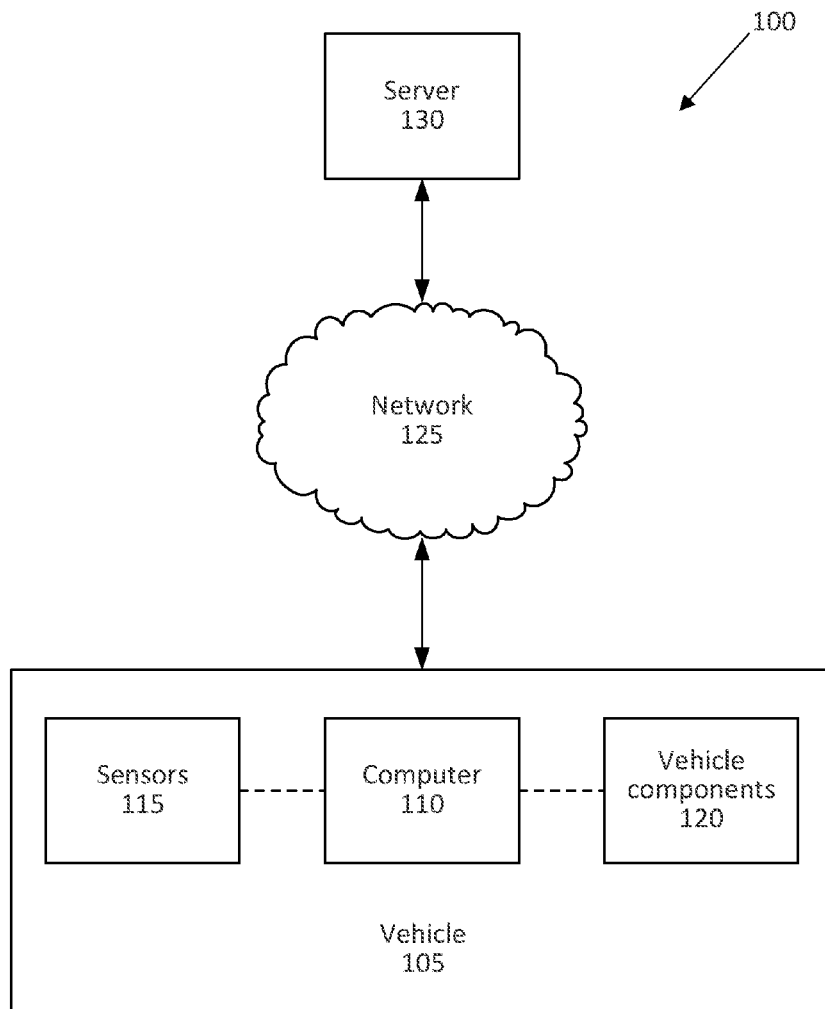 100
Server
130
Network
125
Sensors
115
Computer
110
Vehicle
components
120
Vehicle
105